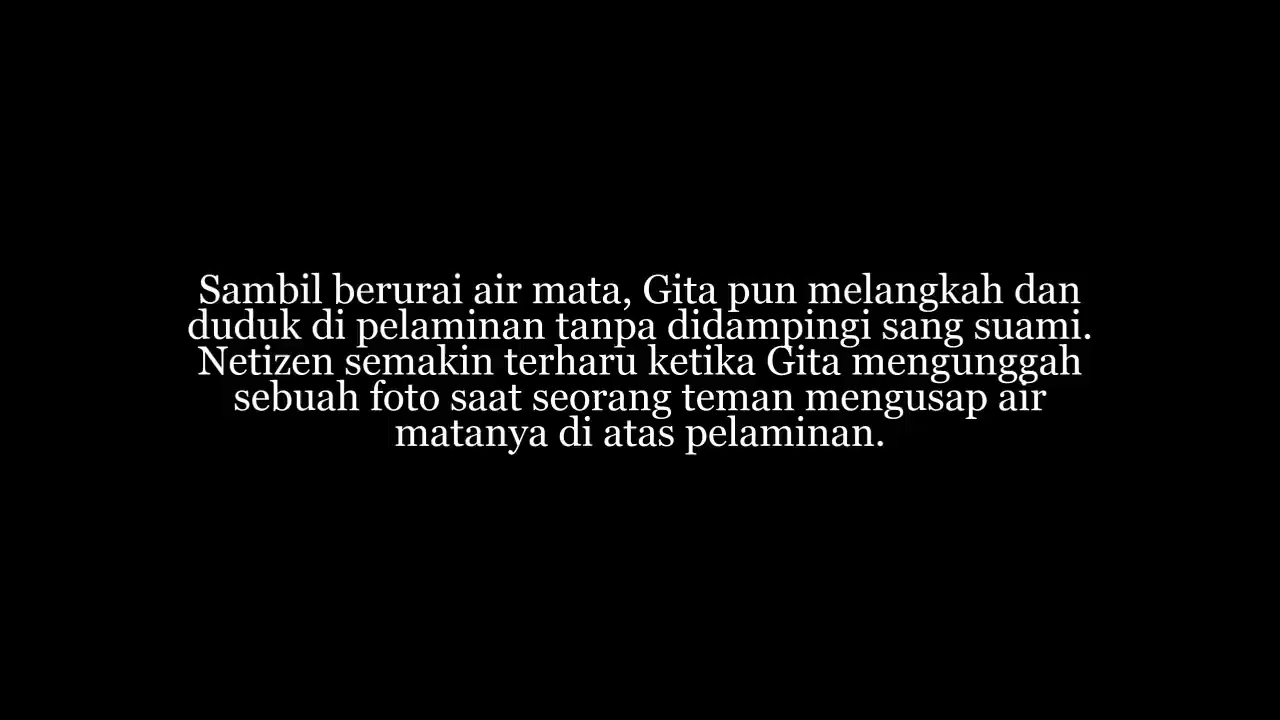 Sambil berurai air mata, Gita pun melangkah dan
duduk di pelaminan tanpa didampingi sang suami.
Netizen semakin terharu ketika Gita mengunggah
sebuah foto saat seorang teman mengusap air
matanya di atas pelaminan.